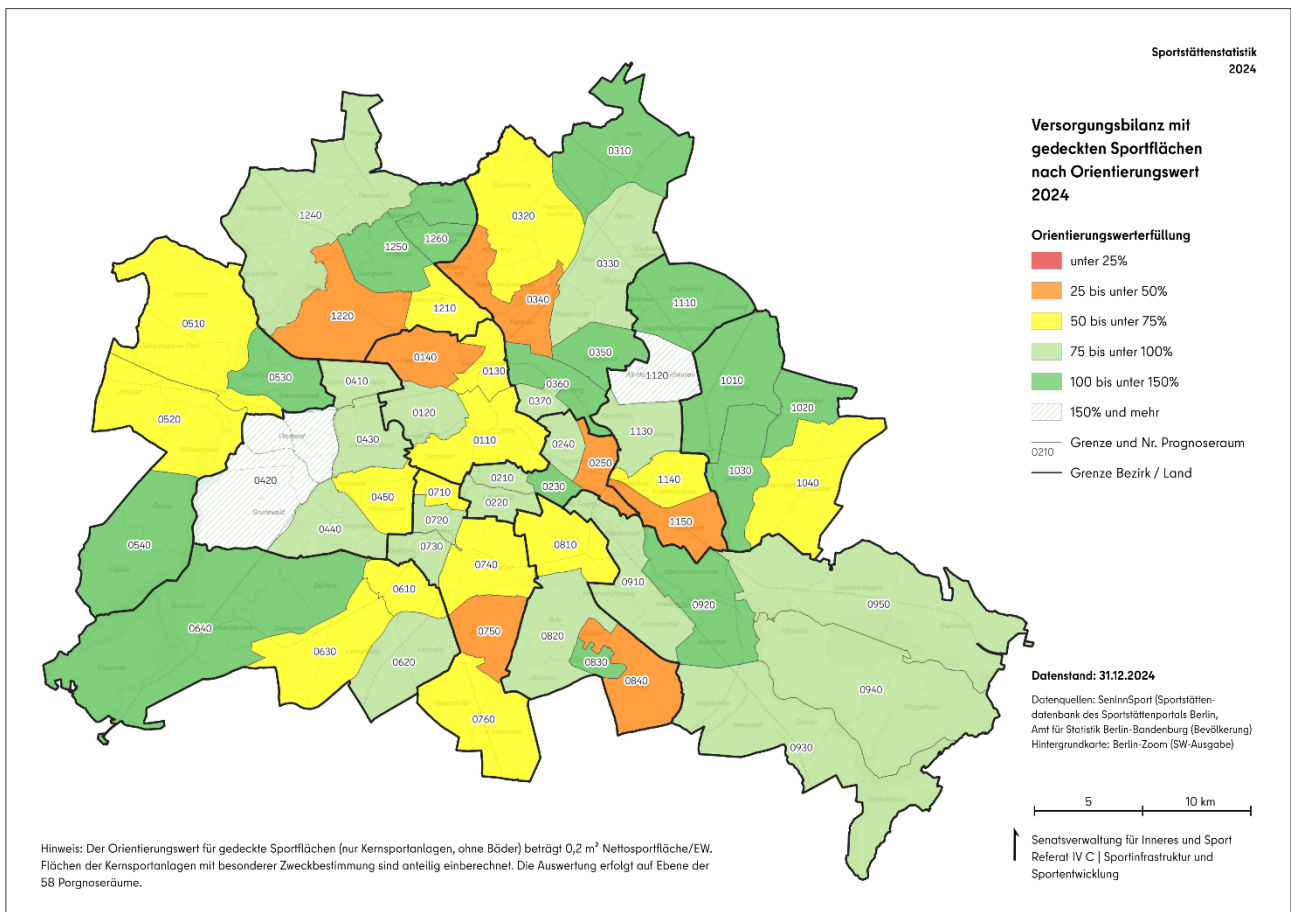 Sportstättenstatistik
2024
Versorgungsbilanz mit
gedeckten Sportflächen
nach Orientierungswert
2024
Orientierungswerterfüllung
unter 25%
25 bis unter 50%
50 bis unter 75%
75 bis unter 100%
100 bis unter 150%
150% und mehr
0210 Grenze und Nr. Prognoseraum
Grenze Bezirk / Land
0310
1240
0320
1250
1260
0330
1110
0510
1220
1210
0340
0140
0130
0350
1120
0530
0410
0360
1010
0370
1020
0520
0120
0430
0110
0240
1130
0250
1030
0420
0210
0230
1140
1040
0450
0710
0220
0440
0720
1150
0540
0730
0740
0810
0910
0920
0610
0950
0640
0630
0620
0750
0820
0830
0840
0940
0760
0930
Datenstand: 31.12.2024
Datenquellen: SenInnSport (Sportstätten-
datenbank des Sportstättenportals Berlin,
Amt für Statistik Berlin-Bandenburg (Bevölkerung)
Hintergrundkarte: Berlin-Zoom (SW-Ausgabe)
5 10 km
Senatsverwaltung für Inneres und Sport
Referat IV C | Sportinfrastruktur und
Sportentwicklung
Hinweis: Der Orientierungswert für gedeckte Sportflächen (nur Kernsportanlagen, ohne Bäder) beträgt 0,2 m² Nettosportfläche/EW.
Flächen der Kernsportanlagen mit besonderer Zweckbestimmung sind anteilig einberechnet. Die Auswertung erfolgt auf Ebene der
58 Porgnoseräume.